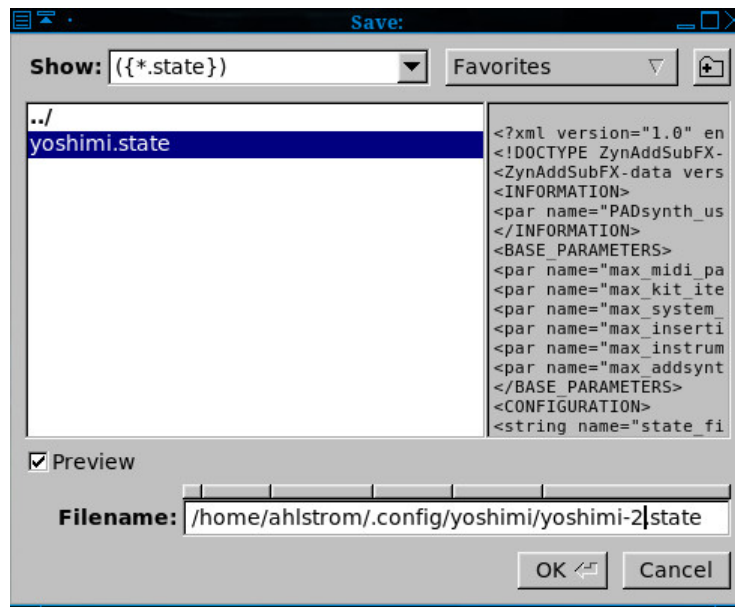 Save:
Show: ({*.state})
Favorites
../
yoshimi.state
<?xml version="1.0" en
<!DOCTYPE ZynAddSubFX-
<ZynAddSubFX-data vers
<INFORMATION>
<par name="PADsynth_us
</INFORMATION>
<BASE_PARAMETERS>
<par name="max_midi_pa
<par name="max_kit_ite
<par name="max_system_
<par name="max_inserti
<par name="max_instrum
<par name="max_addsynt
</BASE_PARAMETERS>
<CONFIGURATION>
<string name="state_fi
Preview
Filename: /home/ahlstrom/.config/yoshimi/yoshimi-2.state
OK
Cancel